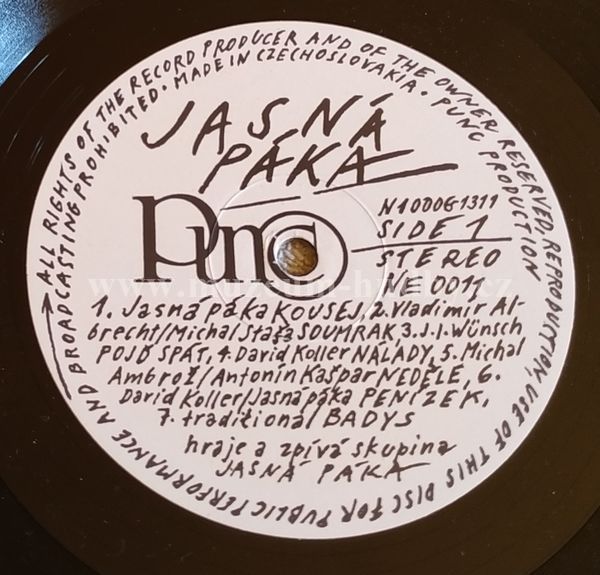 ALL RIGHTS OF THE RECORD PRODUCER AND OF THE OWNER RESERVED, REPRODUCTION, USE OF THIS DISC FOR PUBLIC PERFORMANCE AND BROADCASTING PROHIBITED. MADE IN CZECHOSLOVAKIA. PUNC PRODUCTION
JASNÁ
PÁKA
Punc
N1000G-1311
SIDE 1
STEREO
1. Jasná páka KOUSEJ, 2. Vladimír Al-
brecht/Michal SOUMRAK, 3. J. I. Wünsch
POJĎ SPÁT, 4. David Koller NÁLADY, 5. Michal
Ambrož/Antonín Kašpar NEDĚLE, 6.
David Koller/Jasná páka PENÍZEK,
7. traditional BADYS
hraje a zpívá skupina
JASNÁ PÁKA